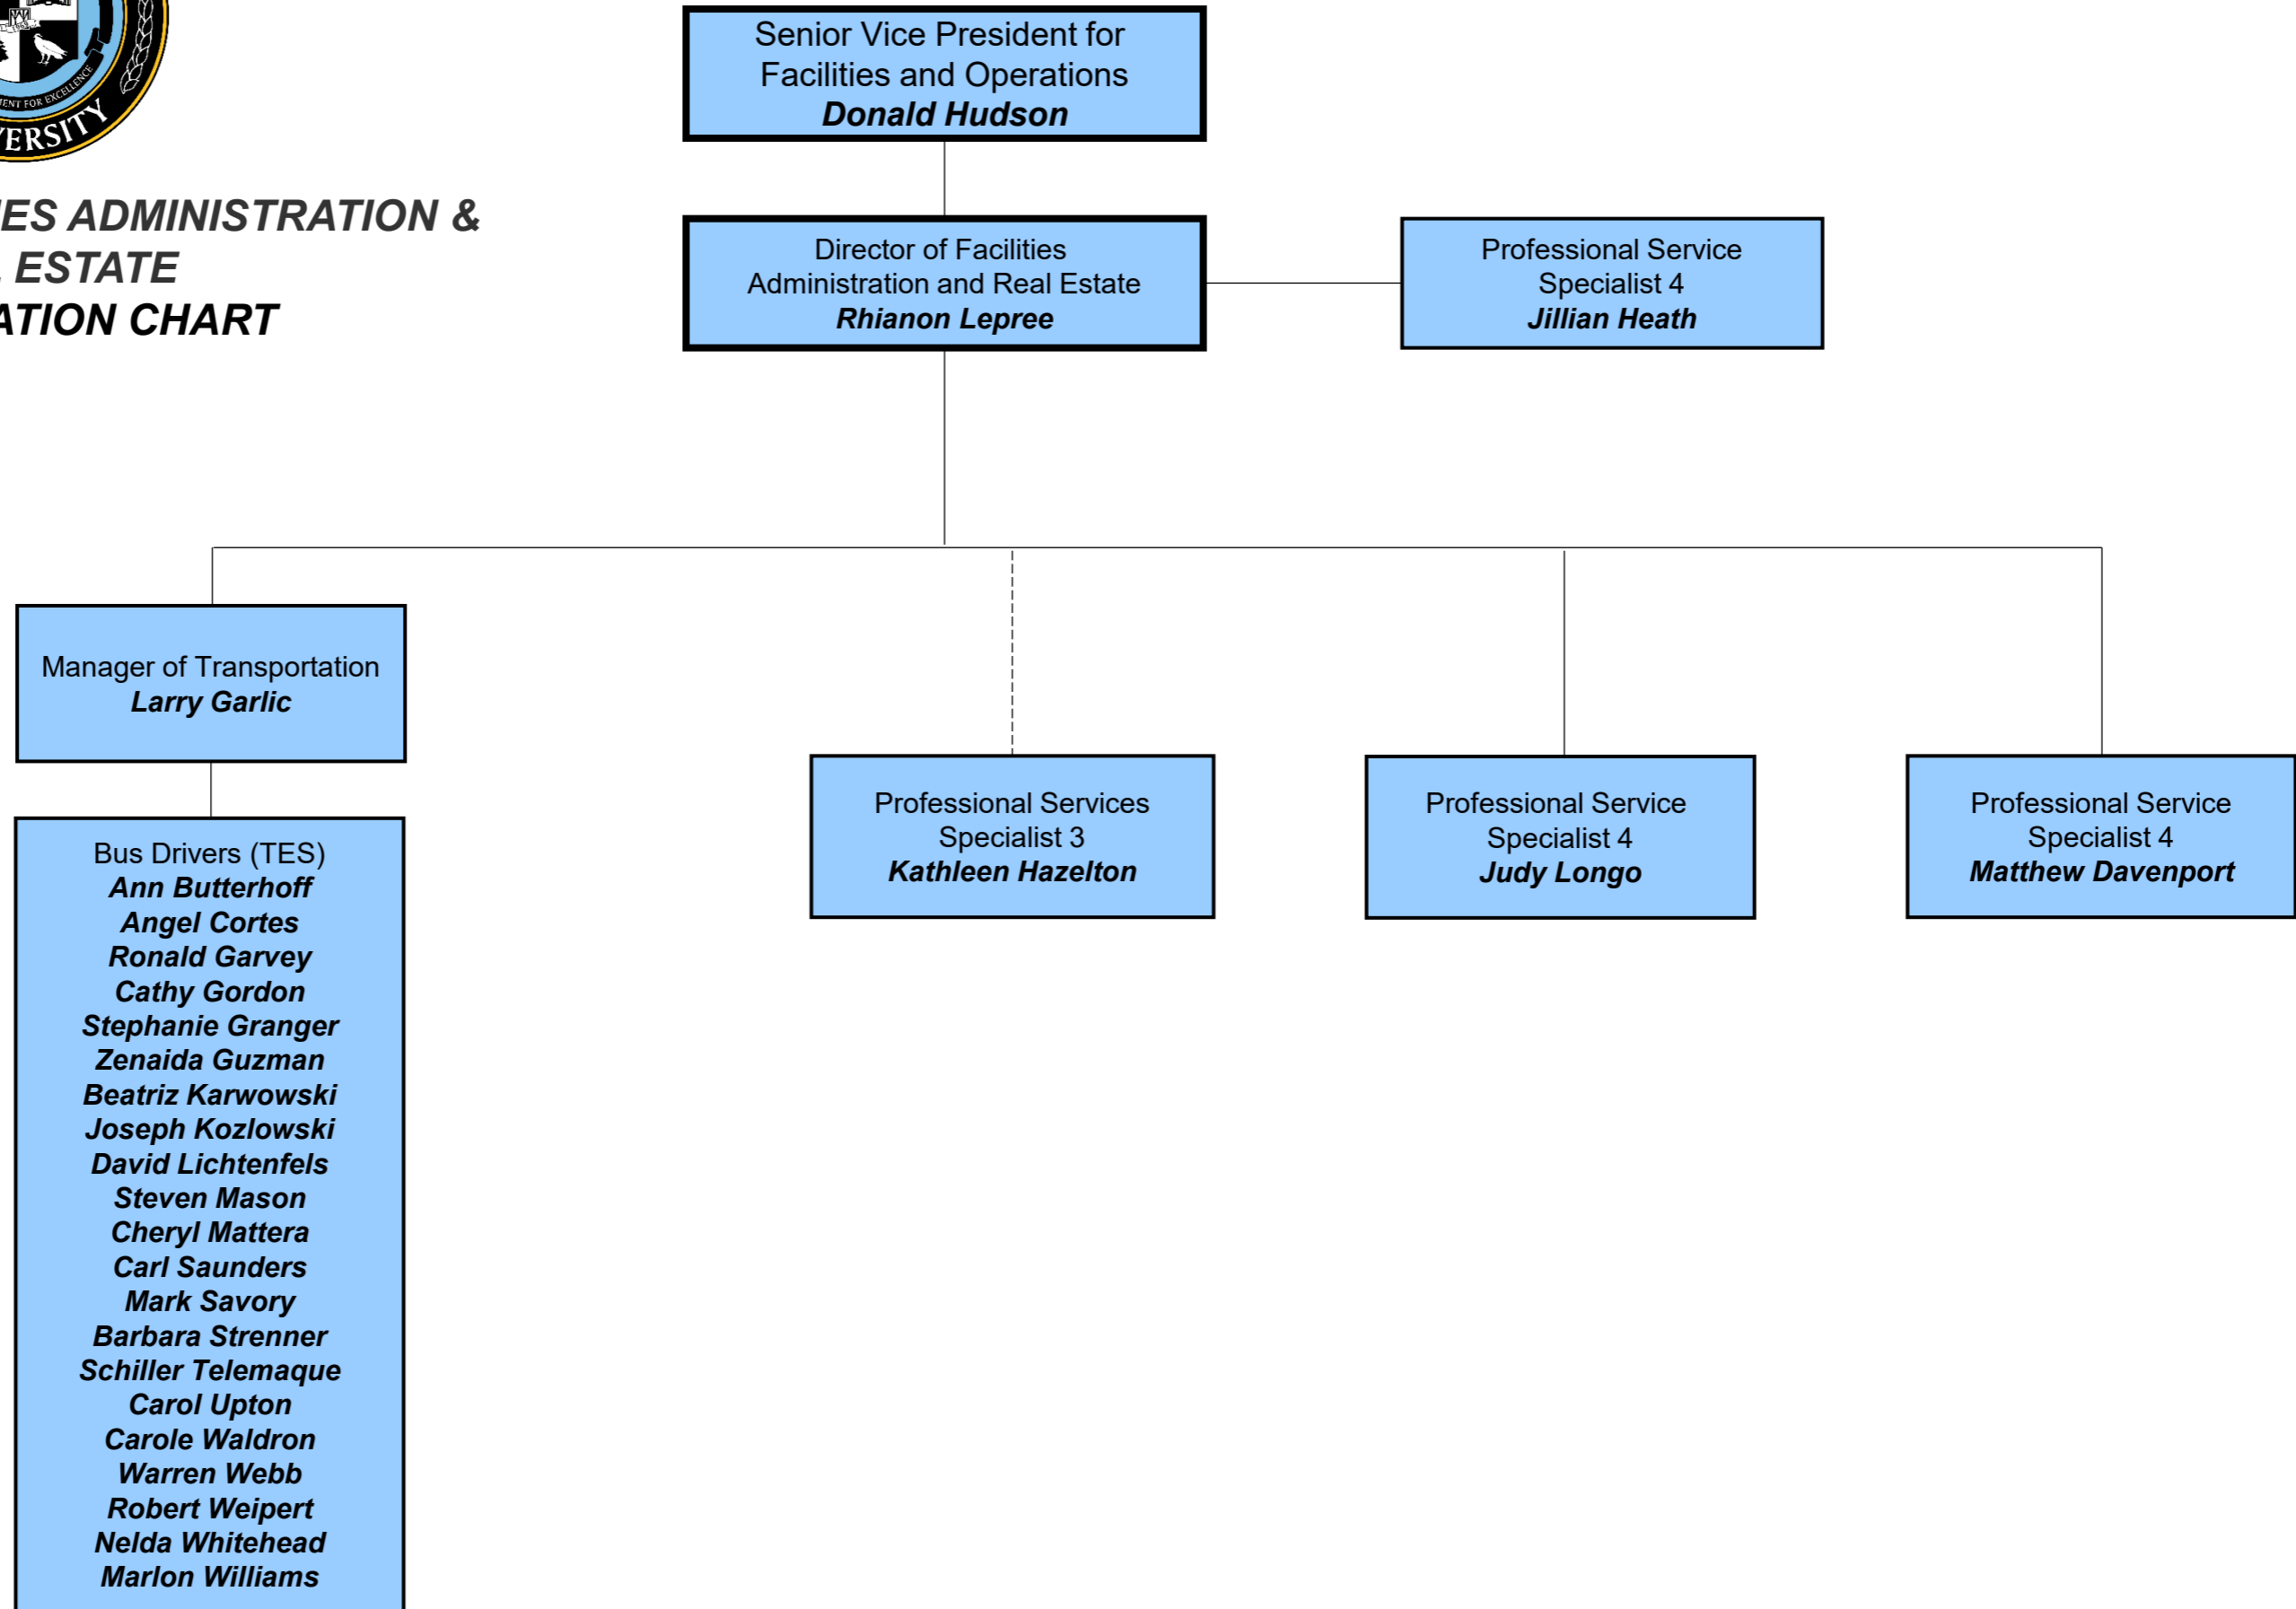 MENT FOR EXCELLENCE
VERSITY
IES ADMINISTRATION &
ESTATE
ATION CHART
Senior Vice President for
Facilities and Operations
Donald Hudson
Director of Facilities
Administration and Real Estate
Rhianon Lepree
Professional Service
Specialist 4
Jillian Heath
Manager of Transportation
Larry Garlic
Professional Services
Specialist 3
Kathleen Hazelton
Professional Service
Specialist 4
Judy Longo
Professional Service
Specialist 4
Matthew Davenport
Bus Drivers (TES)
Ann Butterhoff
Angel Cortes
Ronald Garvey
Cathy Gordon
Stephanie Granger
Zenaida Guzman
Beatriz Karwowski
Joseph Kozlowski
David Lichtenfels
Steven Mason
Cheryl Mattera
Carl Saunders
Mark Savory
Barbara Strenner
Schiller Telemaque
Carol Upton
Carole Waldron
Warren Webb
Robert Weipert
Nelda Whitehead
Marlon Williams